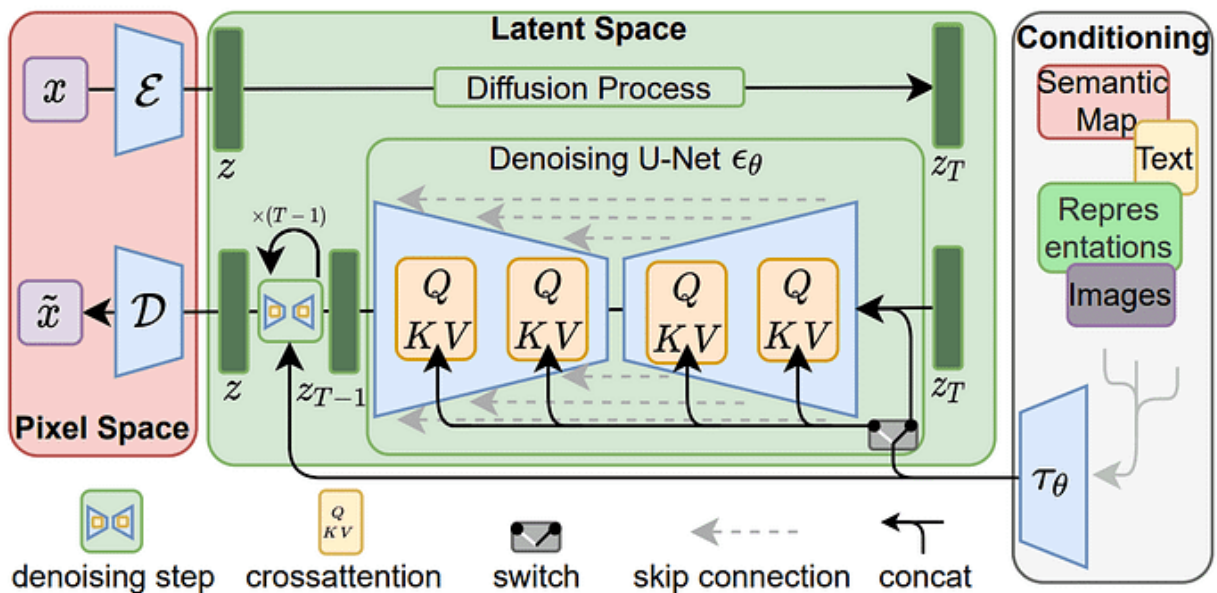 Latent Space
Conditioning
x
ℰ
Diffusion Process
Semantic
Map
Text
z
z_T
Denoising U-Net ϵ_θ
Repres
entations
Images
×(T−1)
Q
KV
Q
KV
Q
KV
Q
KV
x̃
𝒟
z
z_{T−1}
z_T
Pixel Space
τ_θ
Q
KV
denoising step
crossattention
switch
skip connection
concat